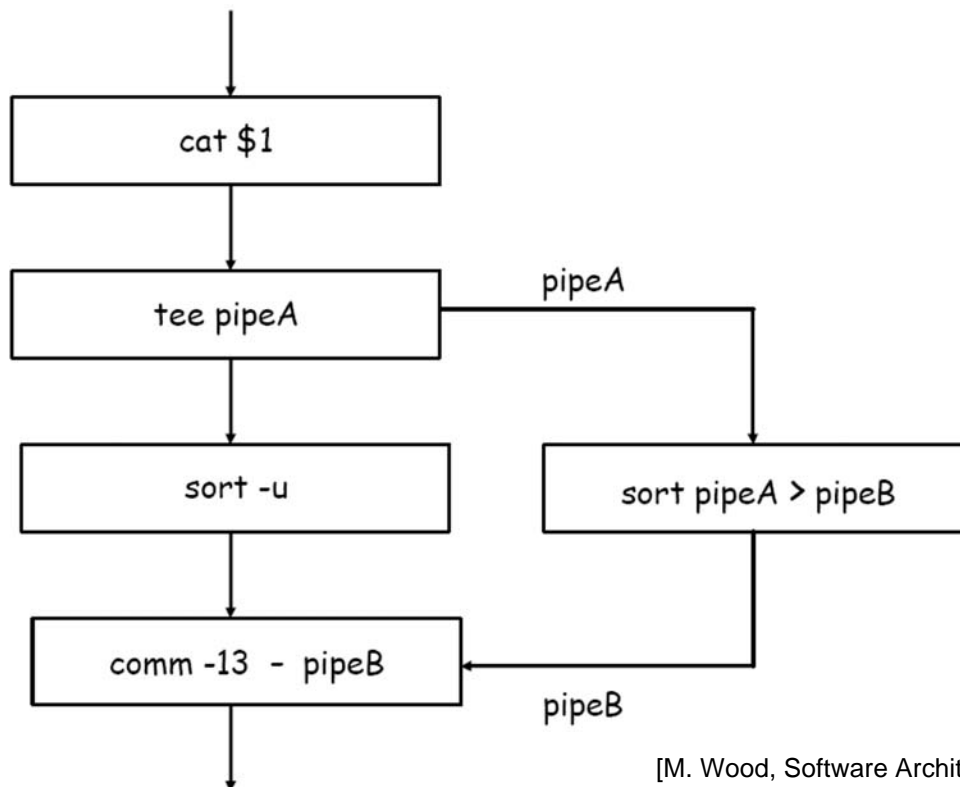 cat $1
tee pipeA
pipeA
sort -u
sort pipeA > pipeB
comm -13 - pipeB
pipeB
[M. Wood, Software Archit